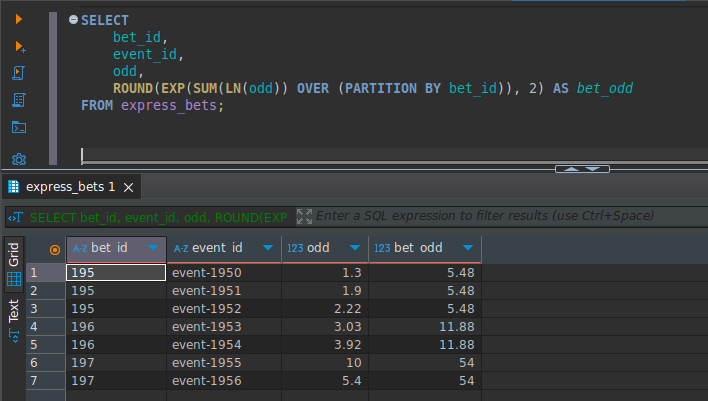 SELECT
bet_id,
event_id,
odd,
ROUND(EXP(SUM(LN(odd)) OVER (PARTITION BY bet_id)), 2) AS bet_odd
FROM express_bets;
express_bets 1
SELECT bet_id, event_id, odd, ROUND(EXP Enter a SQL expression to filter results (use Ctrl+Space)
Grid
Text
A-Z bet_id A-Z event_id 123 odd 123 bet_odd
1 195 event-1950 1.3 5.48
2 195 event-1951 1.9 5.48
3 195 event-1952 2.22 5.48
4 196 event-1953 3.03 11.88
5 196 event-1954 3.92 11.88
6 197 event-1955 10 54
7 197 event-1956 5.4 54